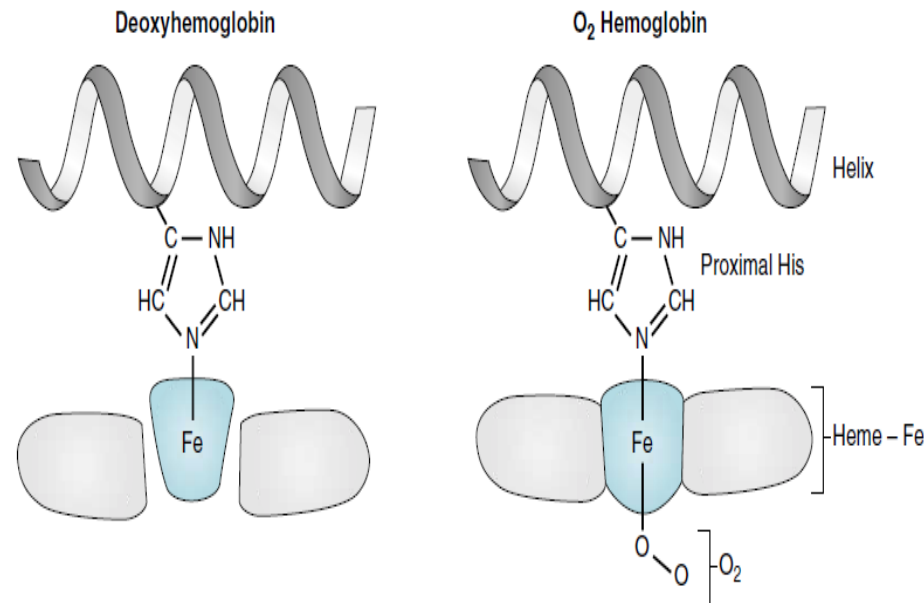 Deoxyhemoglobin
O₂ Hemoglobin
Helix
C – NH
HC
CH
N
Fe
C – NH
Proximal His
HC
CH
N
Fe
Heme – Fe
O
O
O₂